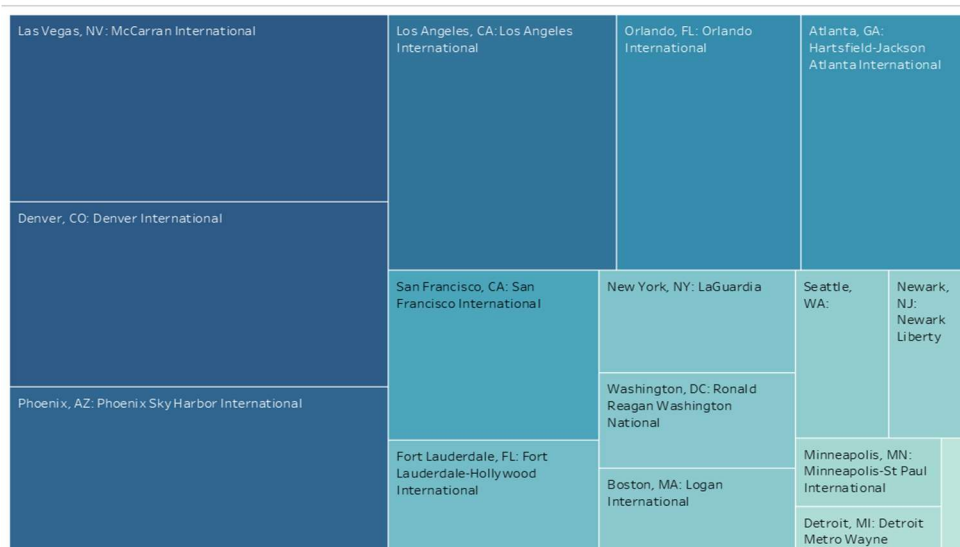 Las Vegas, NV: McCarran International
Denver, CO: Denver International
Phoenix, AZ: Phoenix Sky Harbor International
Los Angeles, CA: Los Angeles
International
Orlando, FL: Orlando
International
Atlanta, GA:
Hartsfield-Jackson
Atlanta International
San Francisco, CA: San
Francisco International
Fort Lauderdale, FL: Fort
Lauderdale-Hollywood
International
New York, NY: LaGuardia
Washington, DC: Ronald
Reagan Washington
National
Boston, MA: Logan
International
Seattle,
WA:
Newark,
NJ:
Newark
Liberty
Minneapolis, MN:
Minneapolis-St Paul
International
Detroit, MI: Detroit
Metro Wayne